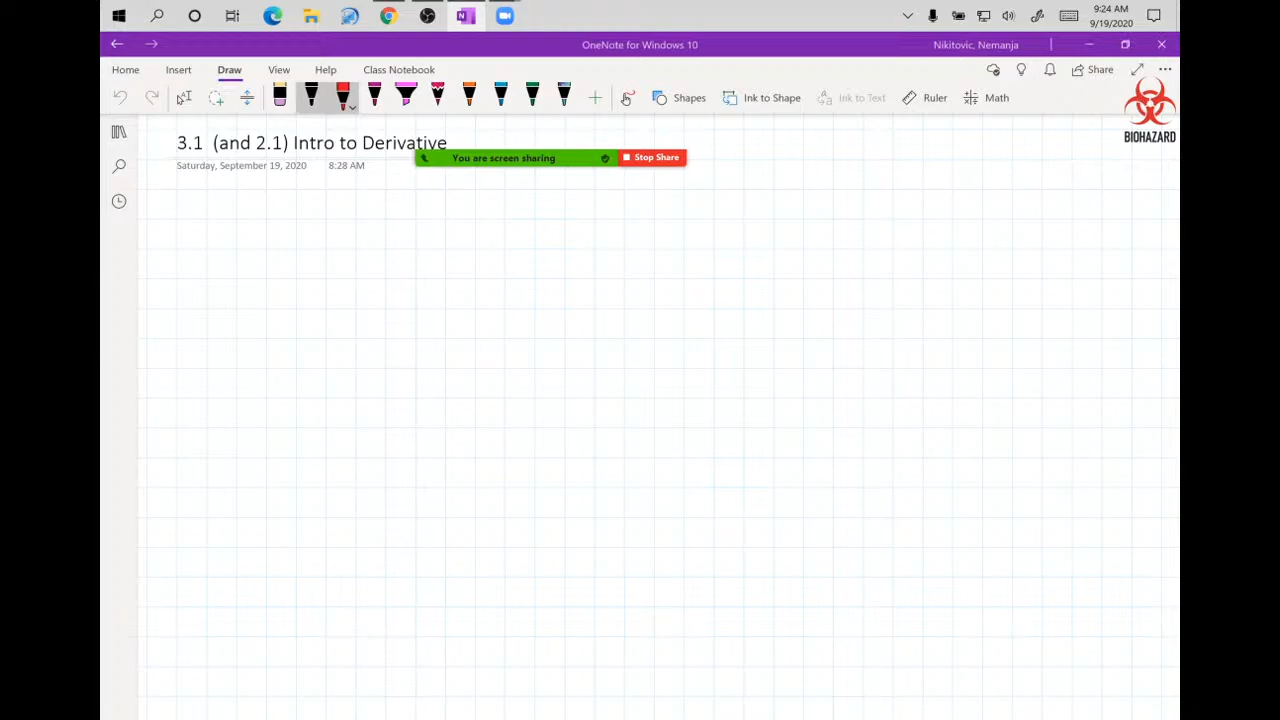 9:24 AM
9/19/2020
OneNote for Windows 10
Nikitovic, Nemanja
Home Insert Draw View Help Class Notebook
Share
Shapes Ink to Shape Ink to Text Ruler Math
BIOHAZARD
3.1 (and 2.1) Intro to Derivative
You are screen sharing Stop Share
Saturday, September 19, 2020 8:28 AM